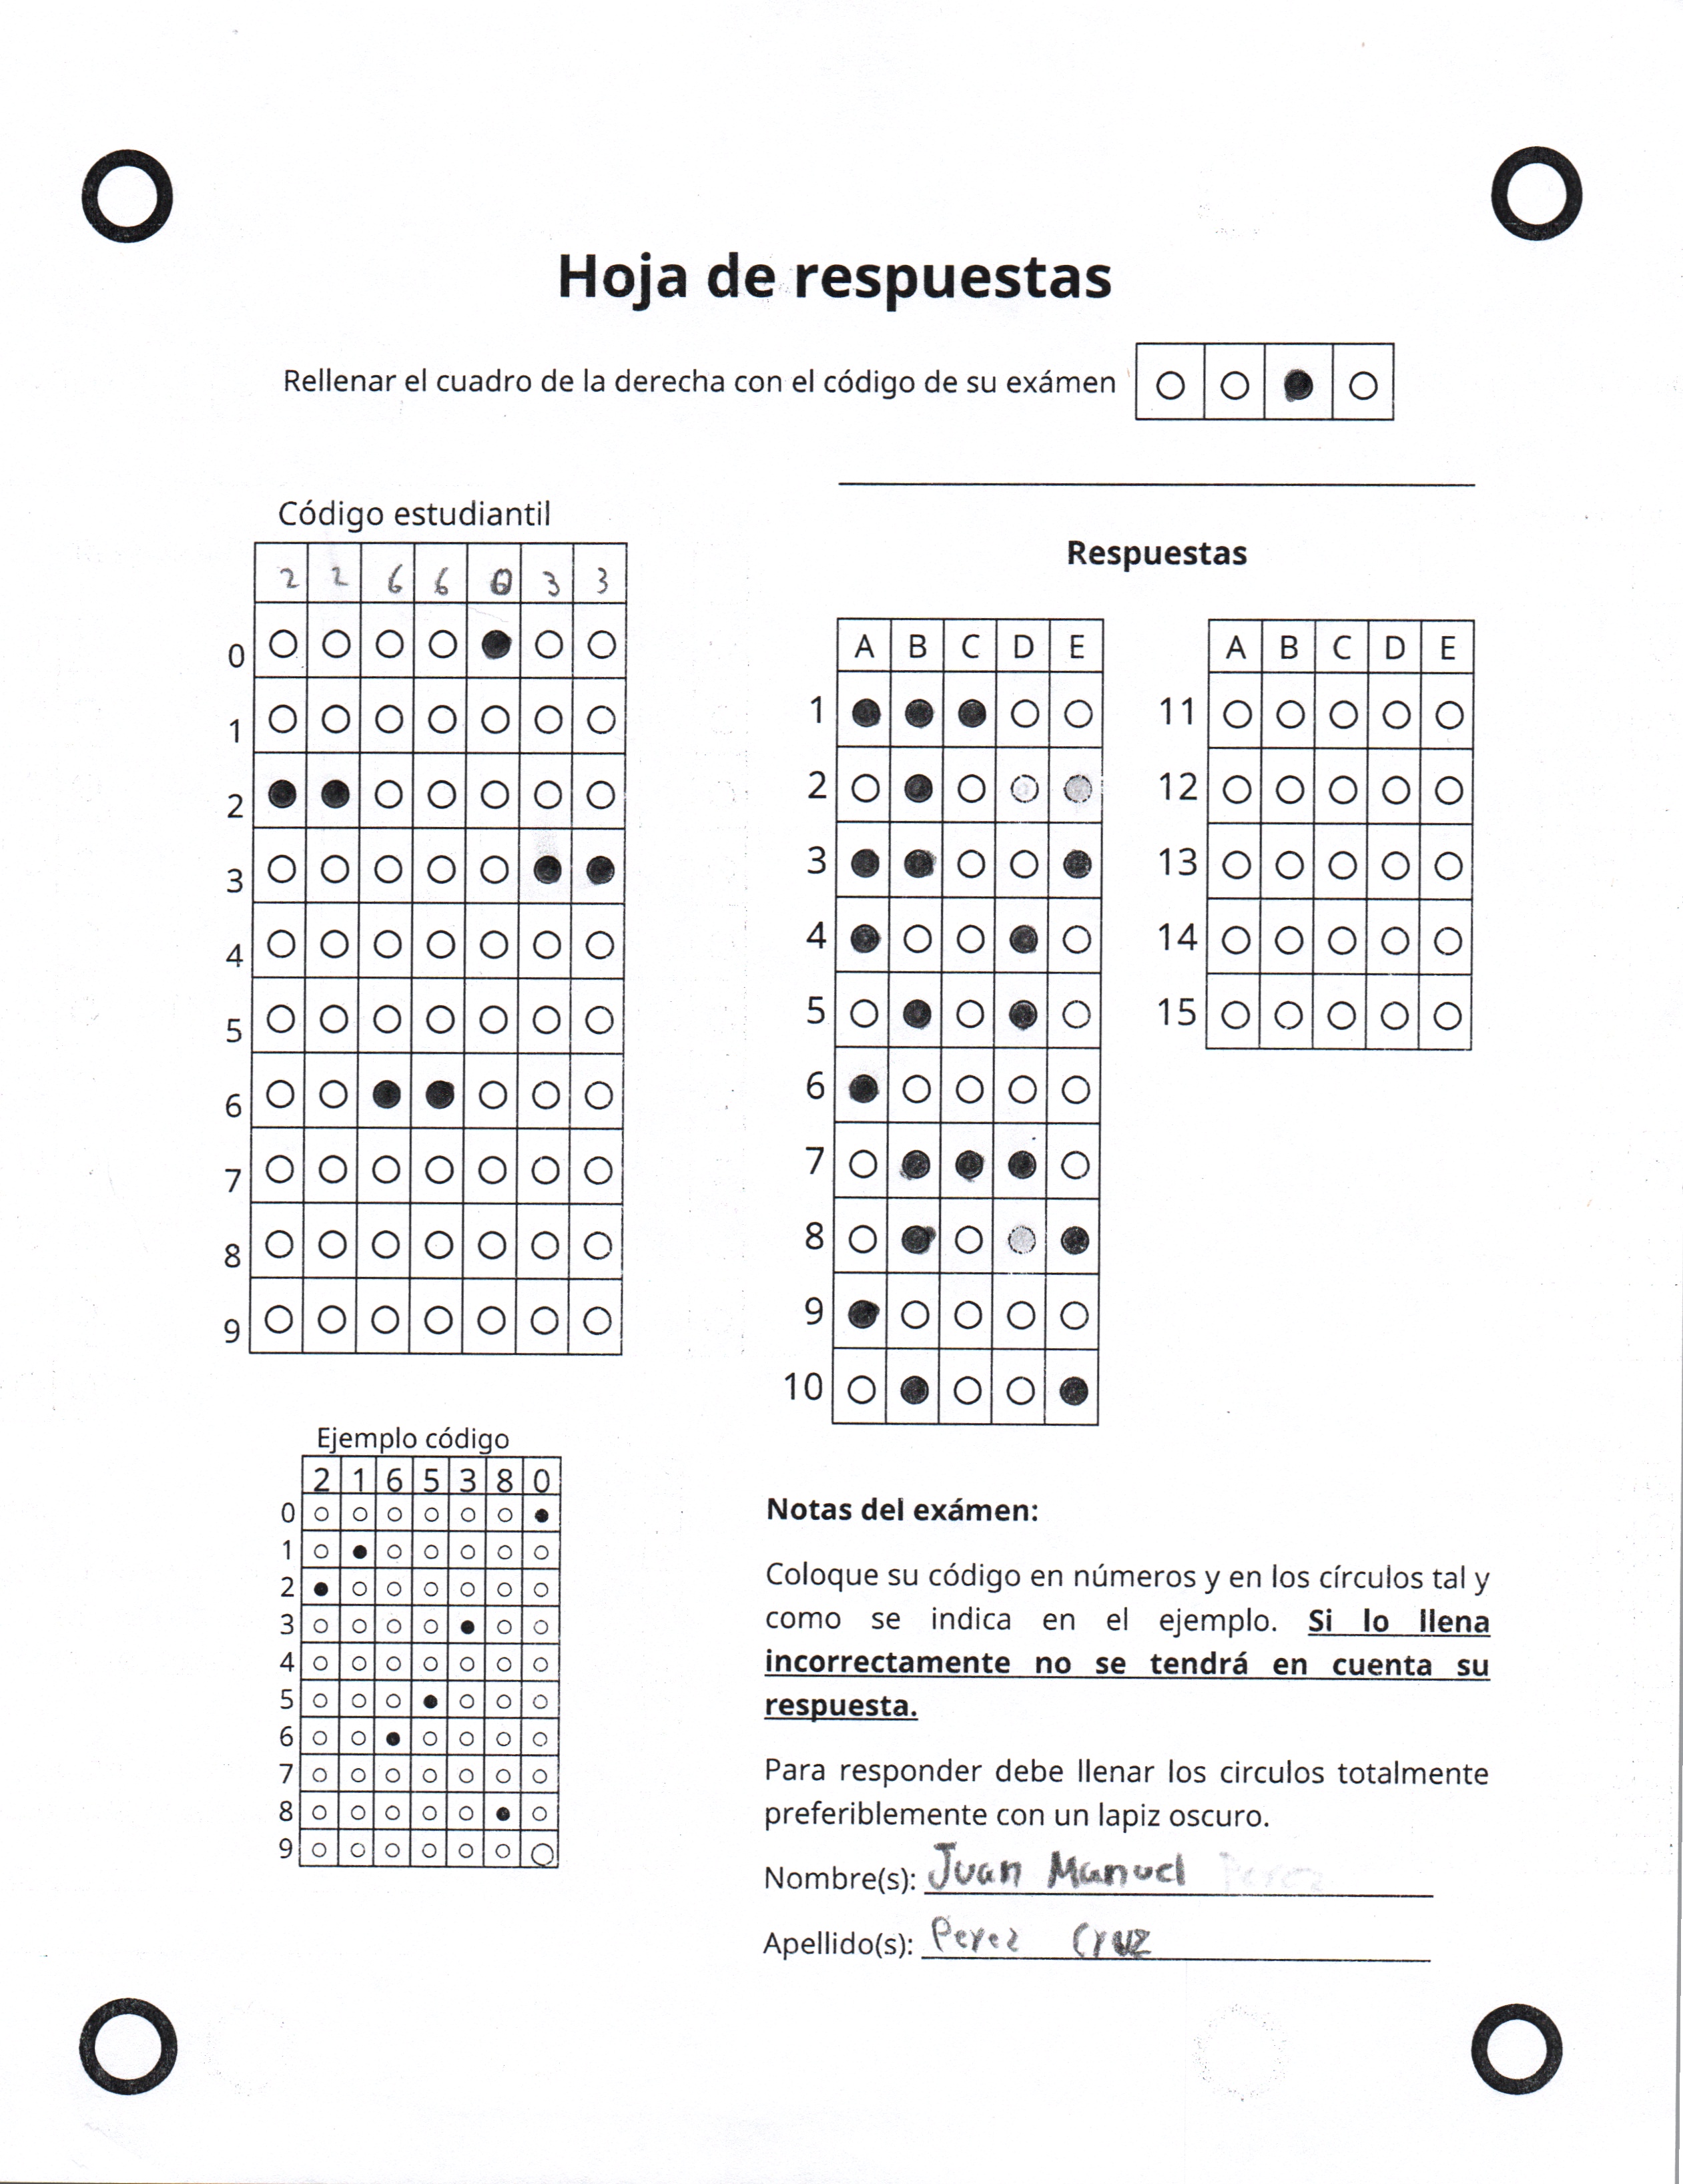 Hoja de respuestas
Rellenar el cuadro de la derecha con el código de su exámen
Código estudiantil
2 2 6 6 0 3 3
0
1
2
3
4
5
6
7
8
9
Respuestas
A B C D E
1
2
3
4
5
6
7
8
9
10
A B C D E
11
12
13
14
15
Ejemplo código
2 1 6 5 3 8 0
0
1
2
3
4
5
6
7
8
9
Notas del exámen:
Coloque su código en números y en los círculos tal y
como se indica en el ejemplo. Si lo llena
incorrectamente no se tendrá en cuenta su
respuesta.
Para responder debe llenar los circulos totalmente
preferiblemente con un lapiz oscuro.
Nombre(s): Juan Manuel Perez
Apellido(s): Perez Cruz